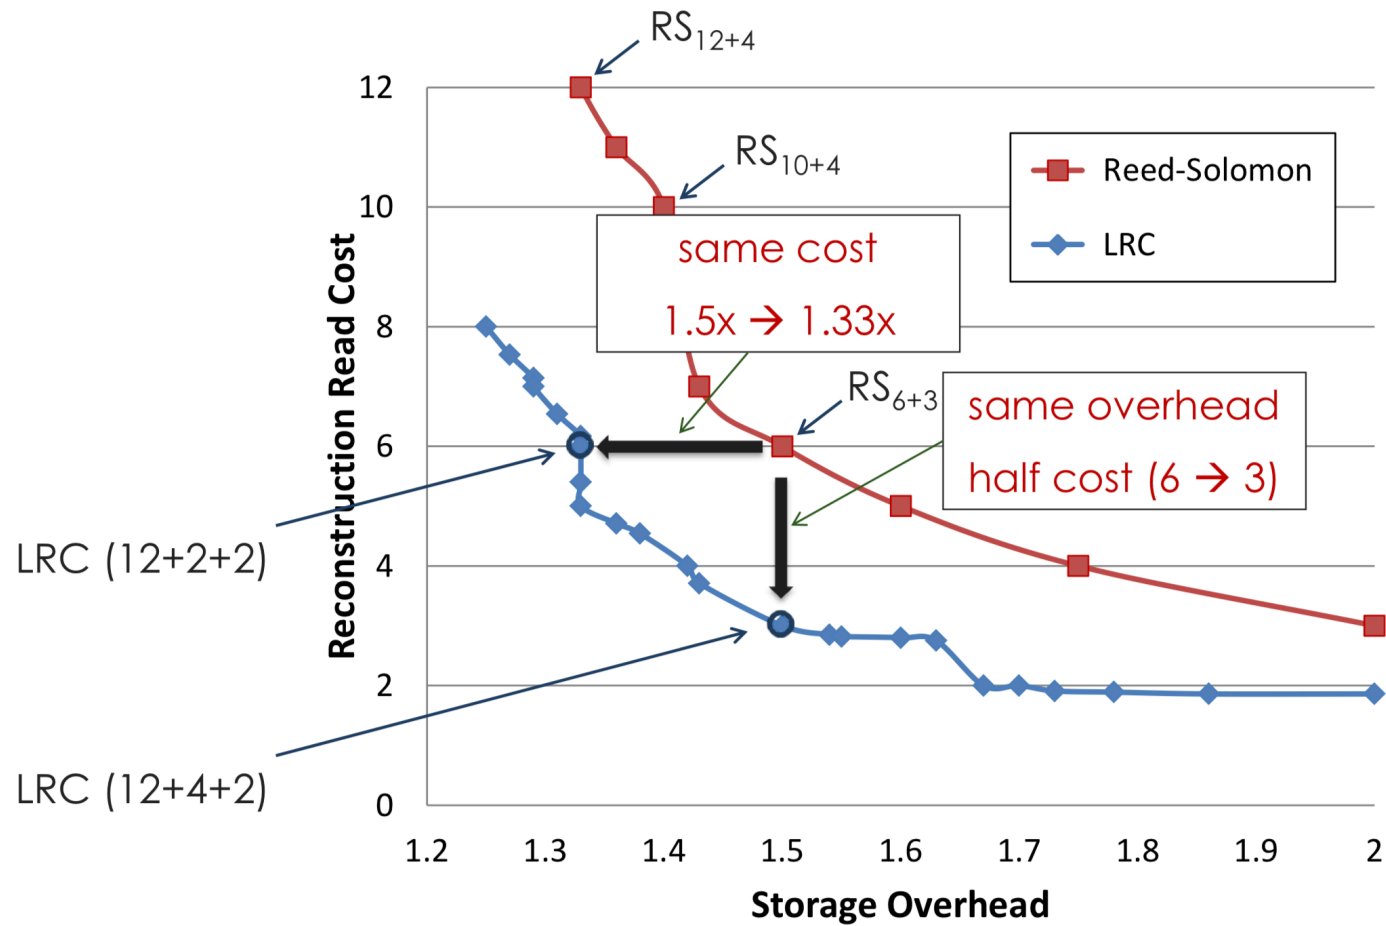 RS12+4
12
RS10+4
Reed-Solomon
10
LRC
same cost
1.5x → 1.33x
8
RS6+3
same overhead
half cost (6 → 3)
6
Reconstruction Read Cost
LRC (12+2+2)
4
2
LRC (12+4+2)
0
1.2 1.3 1.4 1.5 1.6 1.7 1.8 1.9 2
Storage Overhead